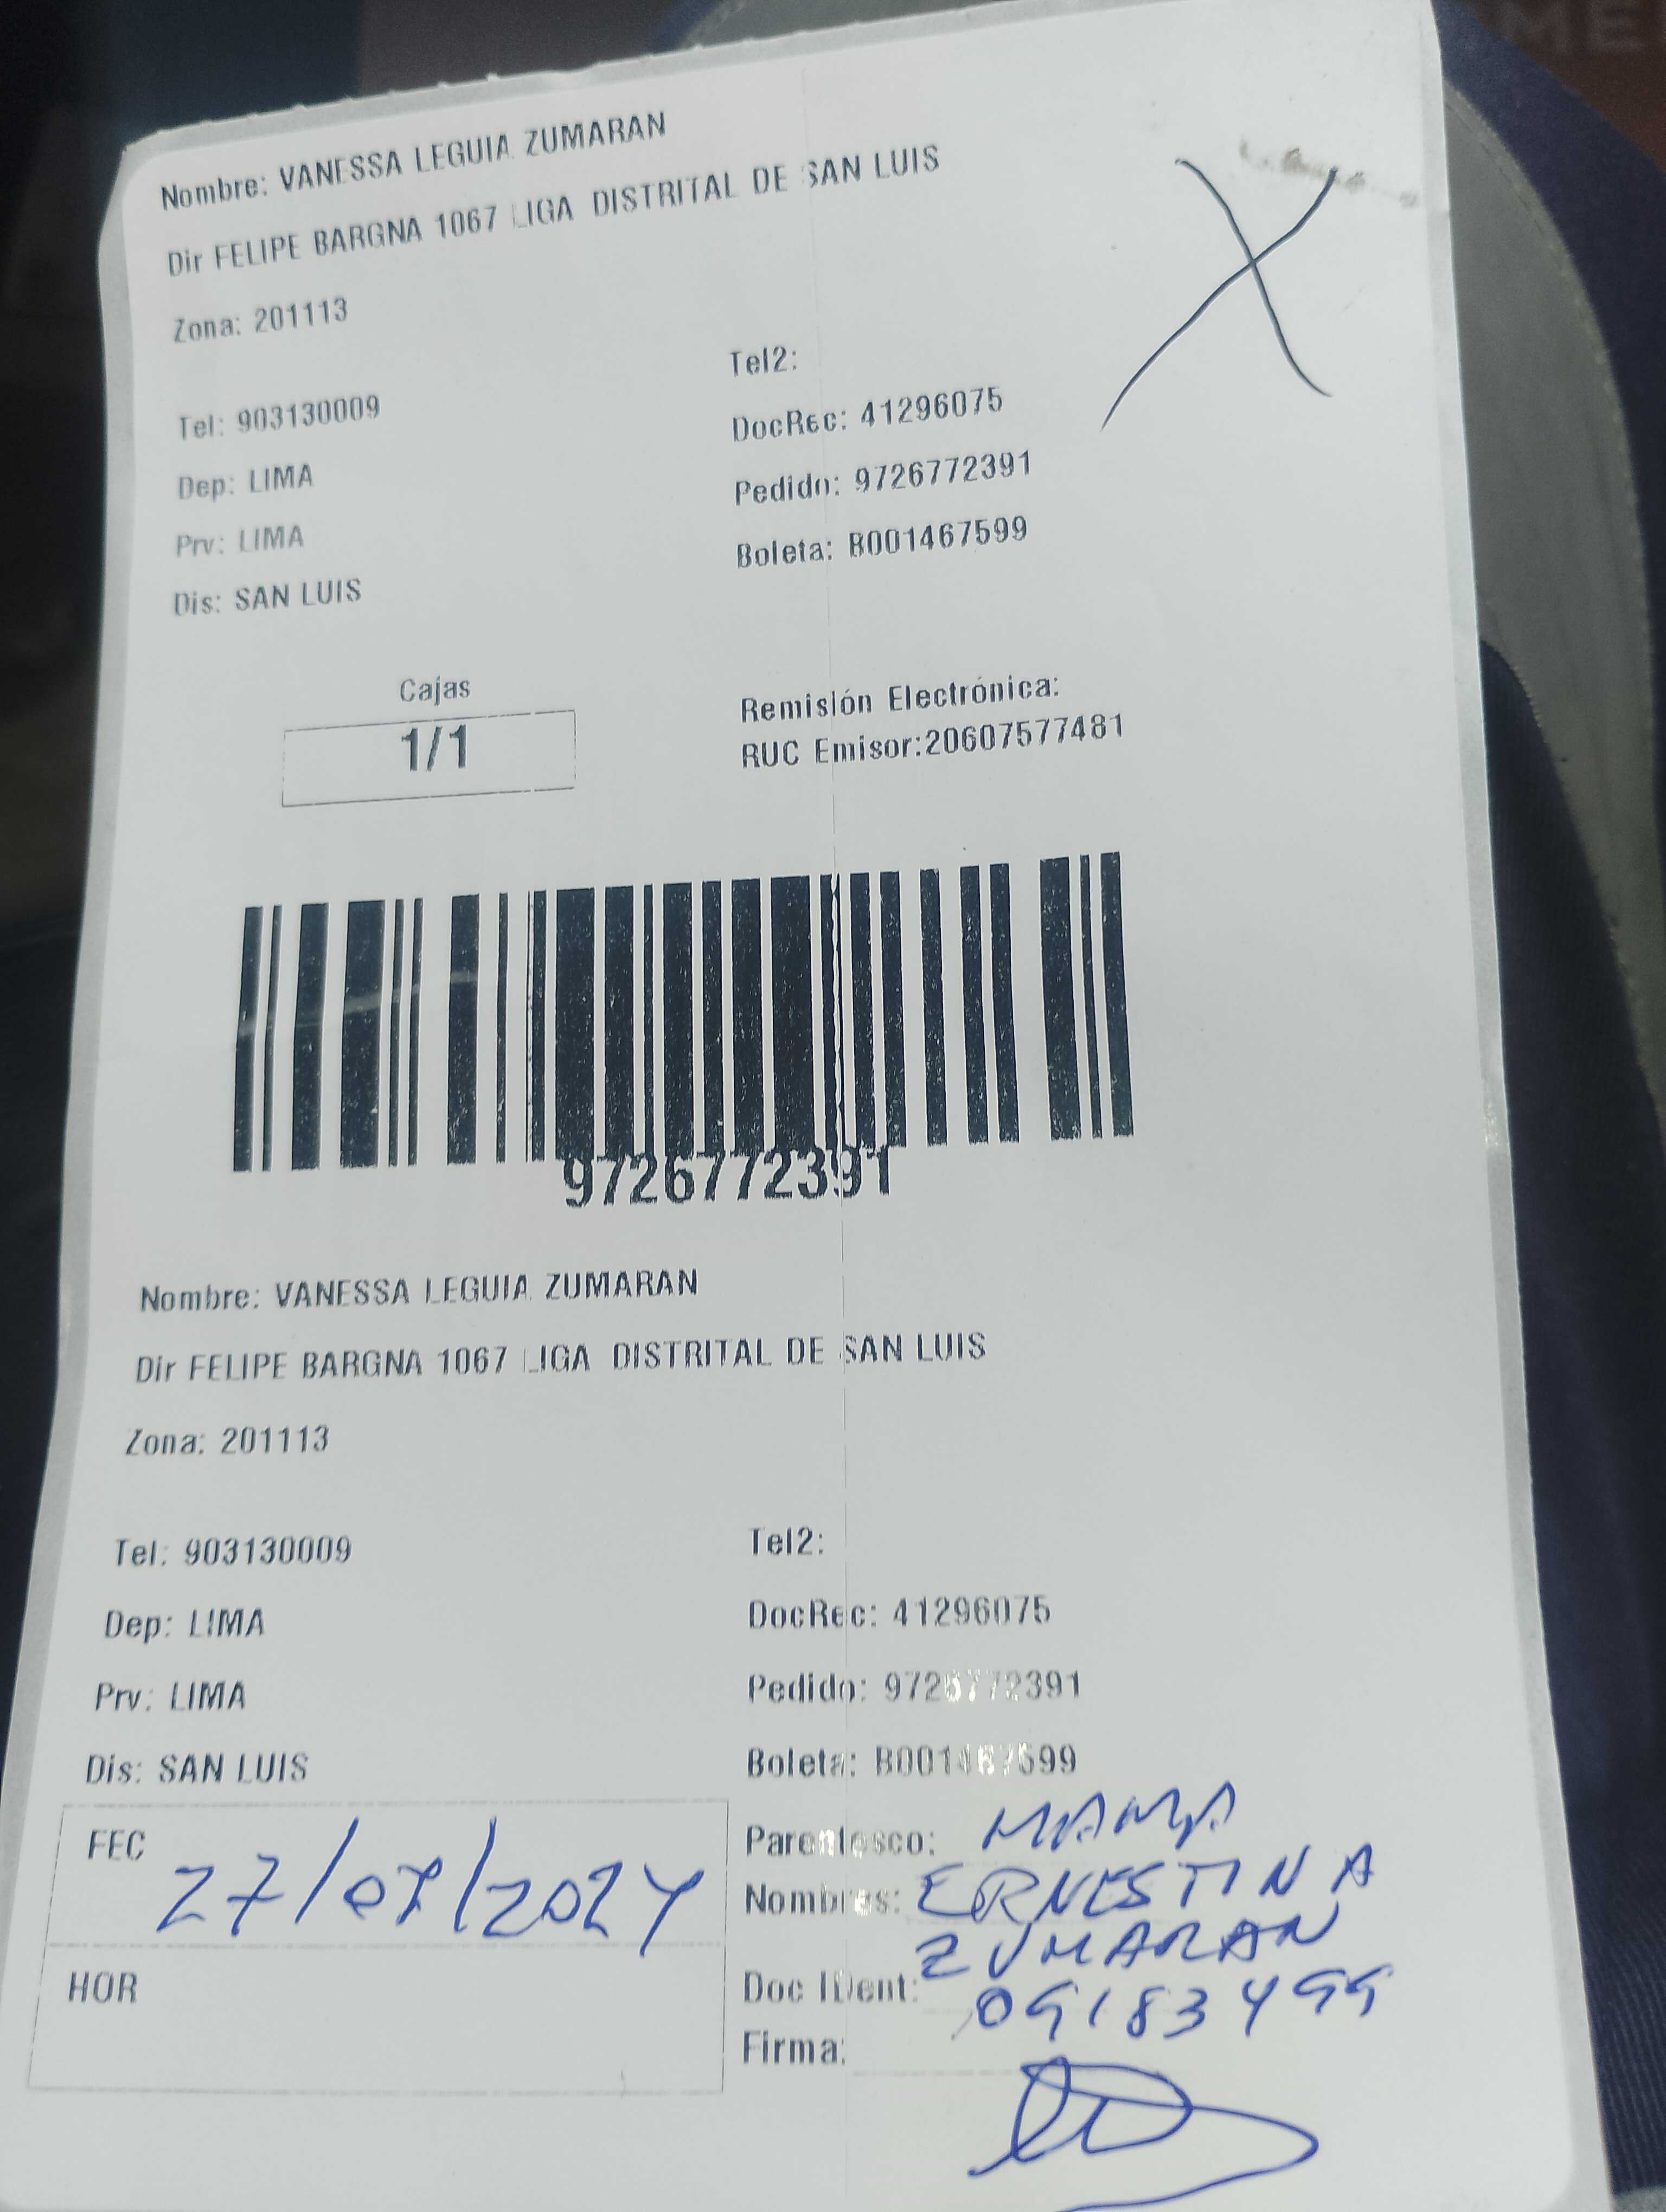 Nombre: VANESSA LEGUIA ZUMARAN
Dir FELIPE BARGNA 1067 LIGA DISTRITAL DE SAN LUIS
Zona: 201113
Tel: 903130009
Tel2:
DocRec: 41296075
Dep: LIMA
Pedido: 9726772391
Prv: LIMA
Boleta: B001467599
Dis: SAN LUIS
Cajas
1/1
Remisión Electrónica:
RUC Emisor:20607577481
9726772391
Nombre: VANESSA LEGUIA ZUMARAN
Dir FELIPE BARGNA 1067 LIGA DISTRITAL DE SAN LUIS
Zona: 201113
Tel: 903130009
Tel2:
Dep: LIMA
DocRec: 41296075
Prv: LIMA
Pedido: 9726772391
Dis: SAN LUIS
Boleta: B001467599
FEC 27/07/2024
Parentesco: MAMA
Nombres: ERNESTINA
ZUMARAN
HOR
Doc IDent: 09183499
Firma: